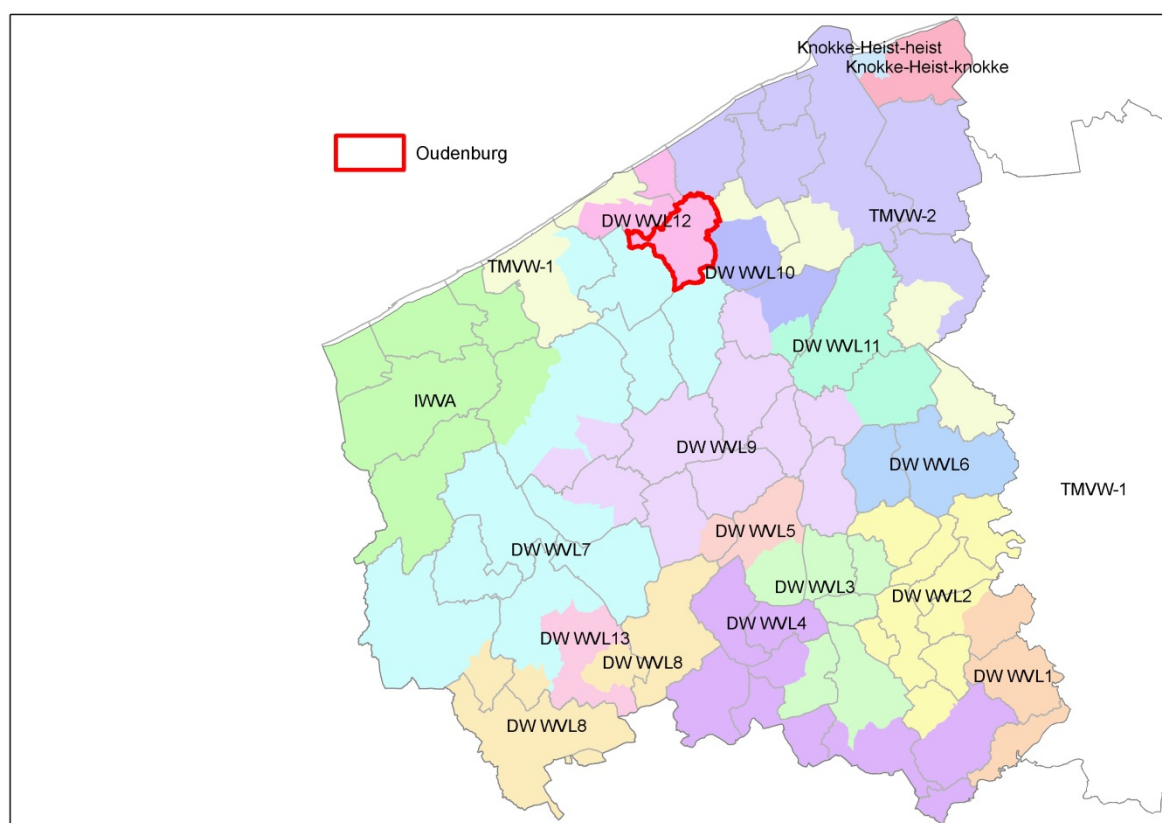 Knokke-Heist-heist
Knokke-Heist-knokke
Oudenburg
DW WVL12
TMVW-2
TMVW-1
DW WVL10
DW WVL11
IWVA
DW WVL9
DW WVL6
TMVW-1
DW WVL5
DW WVL7
DW WVL3
DW WVL2
DW WVL4
DW WVL13
DW WVL8
DW WVL1
DW WVL8